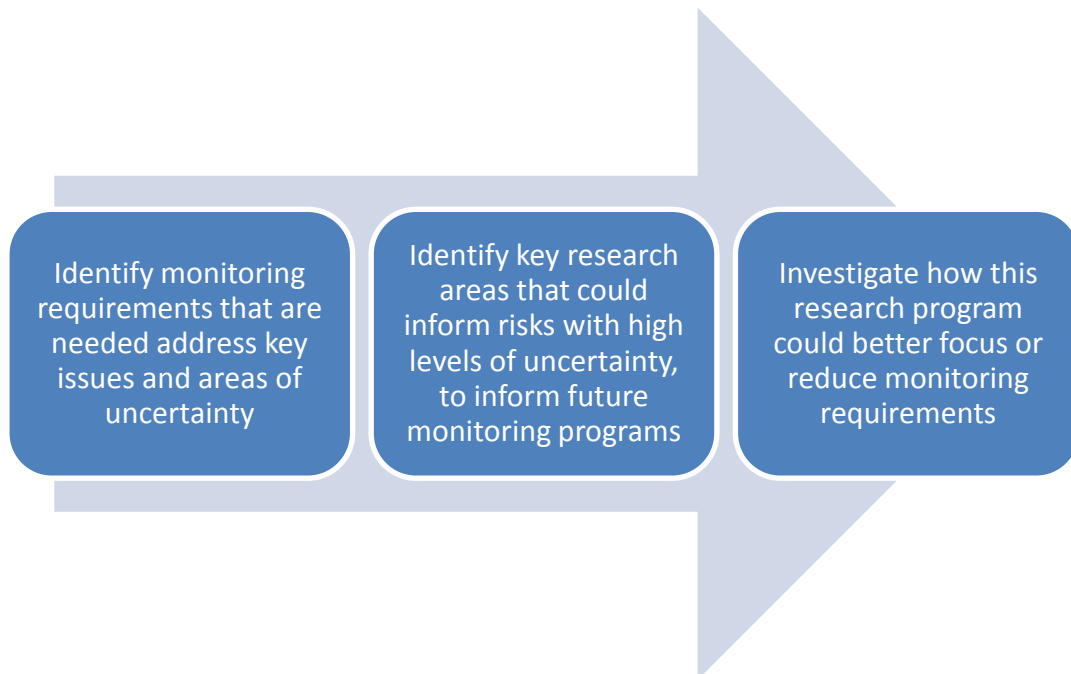 Identify monitoring
requirements that are
needed address key
issues and areas of
uncertainty
Identify key research
areas that could
inform risks with high
levels of uncertainty,
to inform future
monitoring programs
Investigate how this
research program
could better focus or
reduce monitoring
requirements